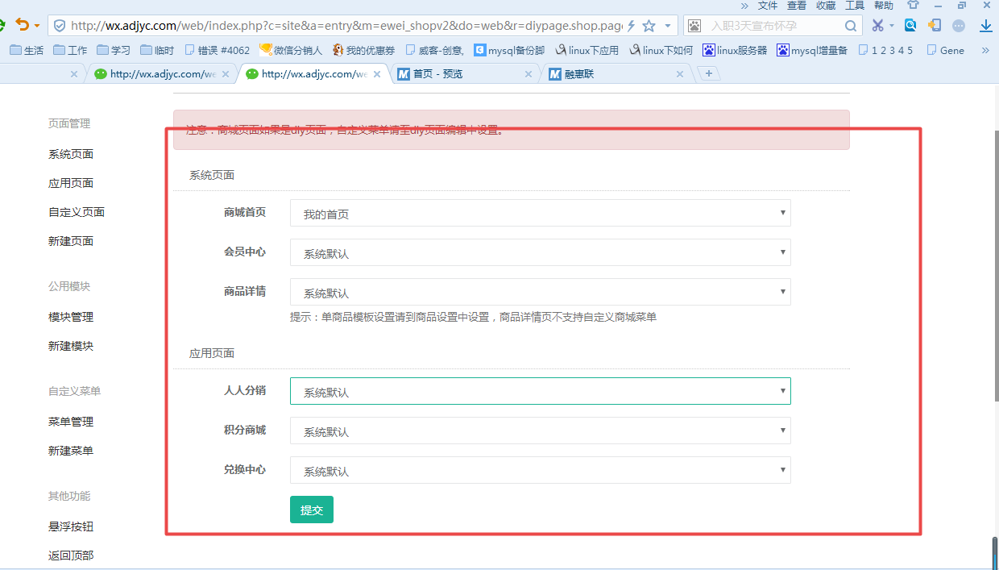 » 文件 查看 收藏 工具 帮助
http://wx.adjyc.com/web/index.php?c=site&a=entry&m=ewei_shopv2&do=web&r=diypage.shop.page
入职3天宣布怀孕
生活 工作 学习 临时 错误 #4062 微信分销人 我的优惠券 威客-创意, mysql备份脚 linux下应用 linux下如何 linux服务器 mysql增量备 1 2 3 4 5 Gene »
http://wx.adjyc.com/we × http://wx.adjyc.com/we × 首页 - 预览 × 融惠联 × +
注意：商城页面如果是diy页面，自定义菜单请至diy页面编辑中设置。
页面管理
系统页面
应用页面
自定义页面
新建页面
公用模块
模块管理
新建模块
自定义菜单
菜单管理
新建菜单
其他功能
悬浮按钮
返回顶部
系统页面
商城首页 我的首页
会员中心 系统默认
商品详情 系统默认
提示：单商品模板设置请到商品设置中设置，商品详情页不支持自定义商城菜单
应用页面
人人分销 系统默认
积分商城 系统默认
兑换中心 系统默认
提交